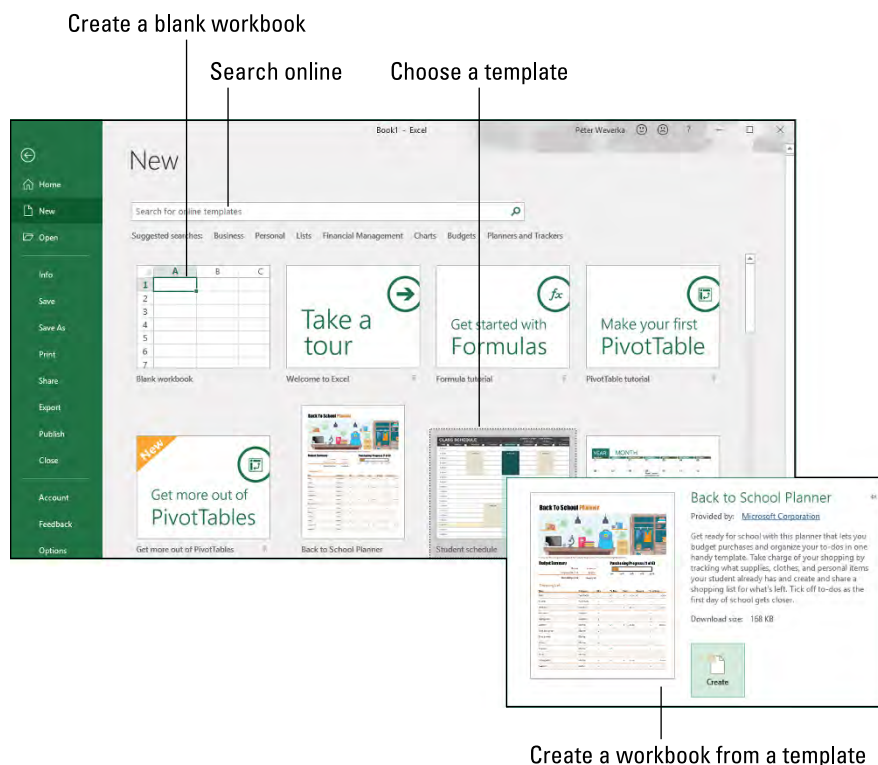 Create a blank workbook
Search online
Choose a template
Book1 - Excel
Peter Weverka
?
New
Home
New
Open
Info
Save
Save As
Print
Share
Export
Publish
Close
Account
Feedback
Options
Search for online templates
Suggested searches: Business Personal Lists Financial Management Charts Budgets Planners and Trackers
A B C
1
2
3
4
5
6
7
Blank workbook
Take a
tour
Welcome to Excel
fx
Get started with
Formulas
Formula tutorial
Make your first
PivotTable
PivotTable tutorial
New
Get more out of
PivotTables
Get more out of PivotTables
Back To School Planner
Back to School Planner
CLASS SCHEDULE
Student schedule
YEAR MONTH
Back To School Planner
Budget Summary
Back to School Planner
Provided by: Microsoft Corporation
Get ready for school with this planner that lets you
budget purchases and organize your to-dos in one
handy template. Take charge of your shopping by
tracking what supplies, clothes, and personal items
your student already has and create and share a
shopping list for what's left. Tick off to-dos as the
first day of school gets closer.
Download size: 168 KB
Create
Create a workbook from a template